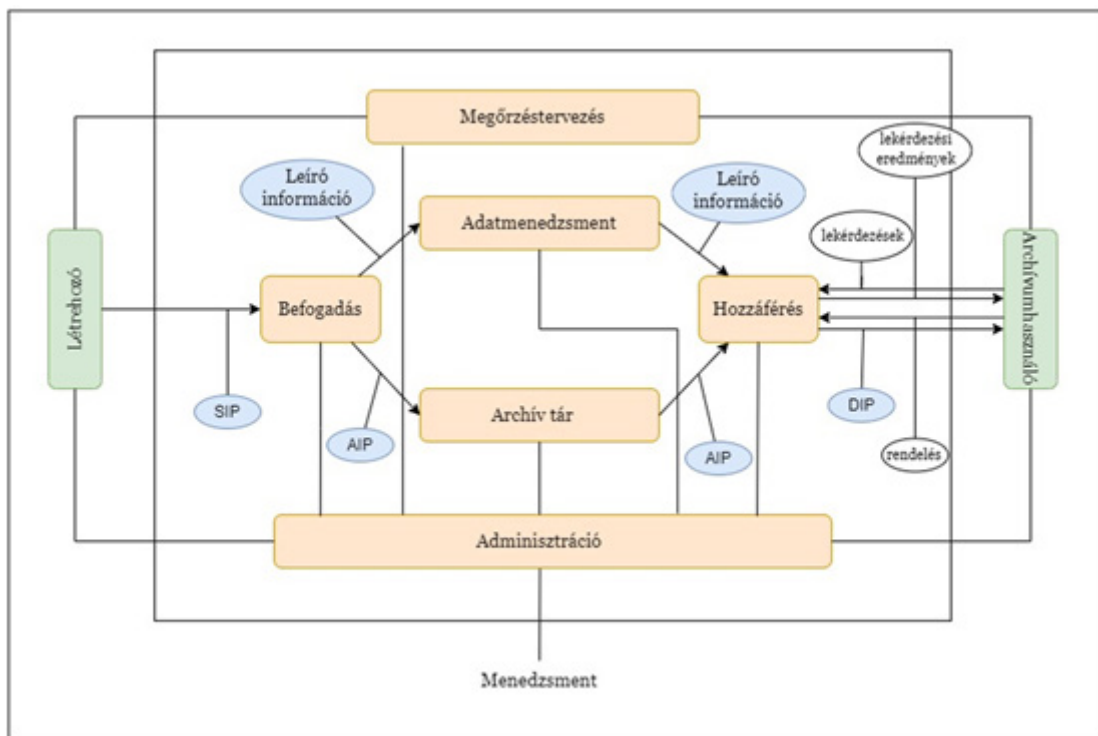 Megőrzéstervezés
lekérdezési
eredmények
Leíró
információ
Leíró
információ
Adatmenedzsment
lekérdezések
Létrehozó
Befogadás
Hozzáférés
Archívumhasználó
SIP
AIP
Archív tár
AIP
DIP
rendelés
Adminisztráció
Menedzsment